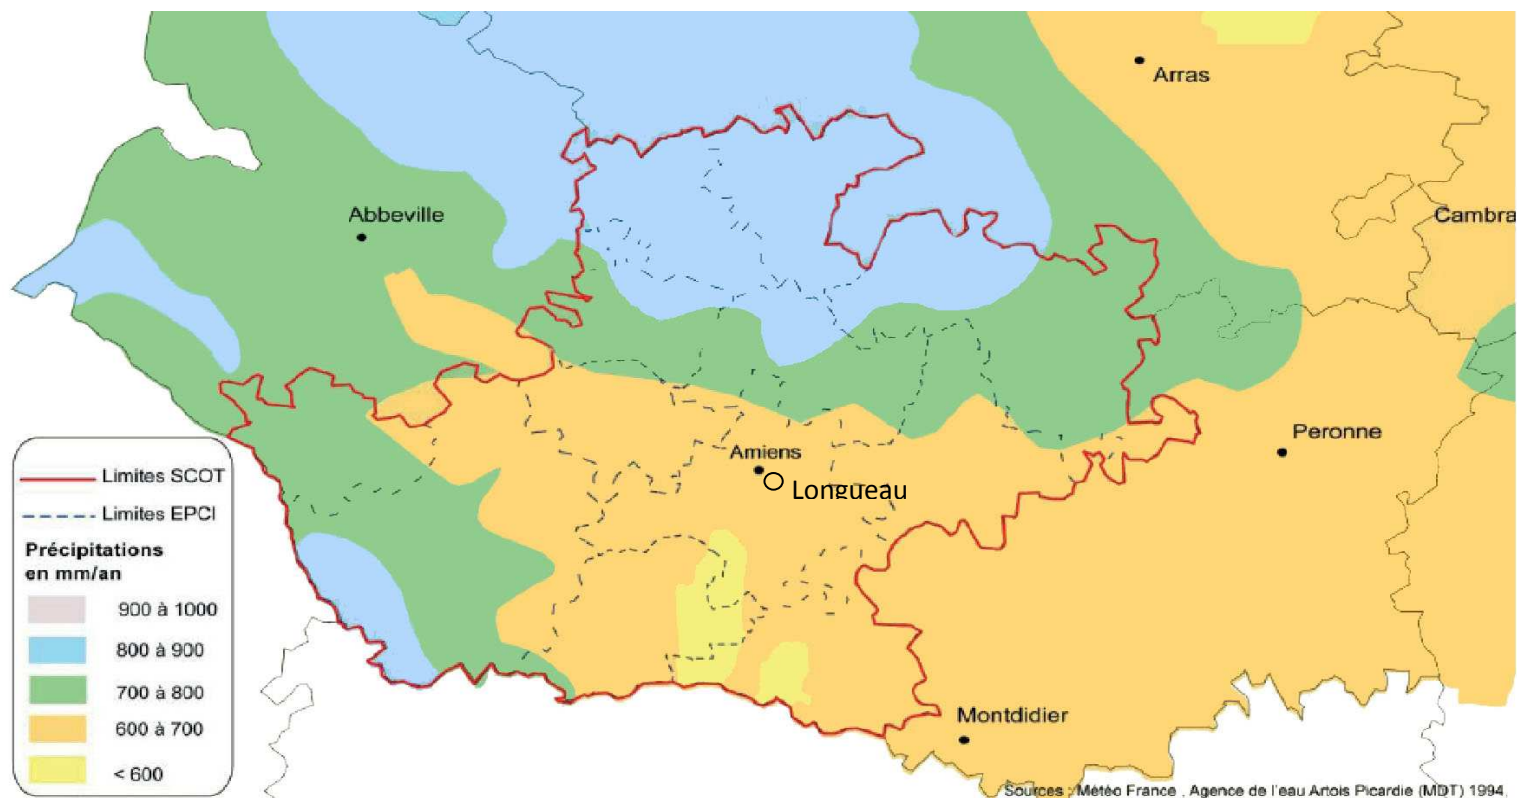 Arras
Abbeville
Cambra
Peronne
Amiens
Longueau
Montdidier
Limites SCOT
Limites EPCI
Précipitations
en mm/an
900 à 1000
800 à 900
700 à 800
600 à 700
< 600
Sources : Météo France , Agence de l'eau Artois Picardie (MDT) 1994,